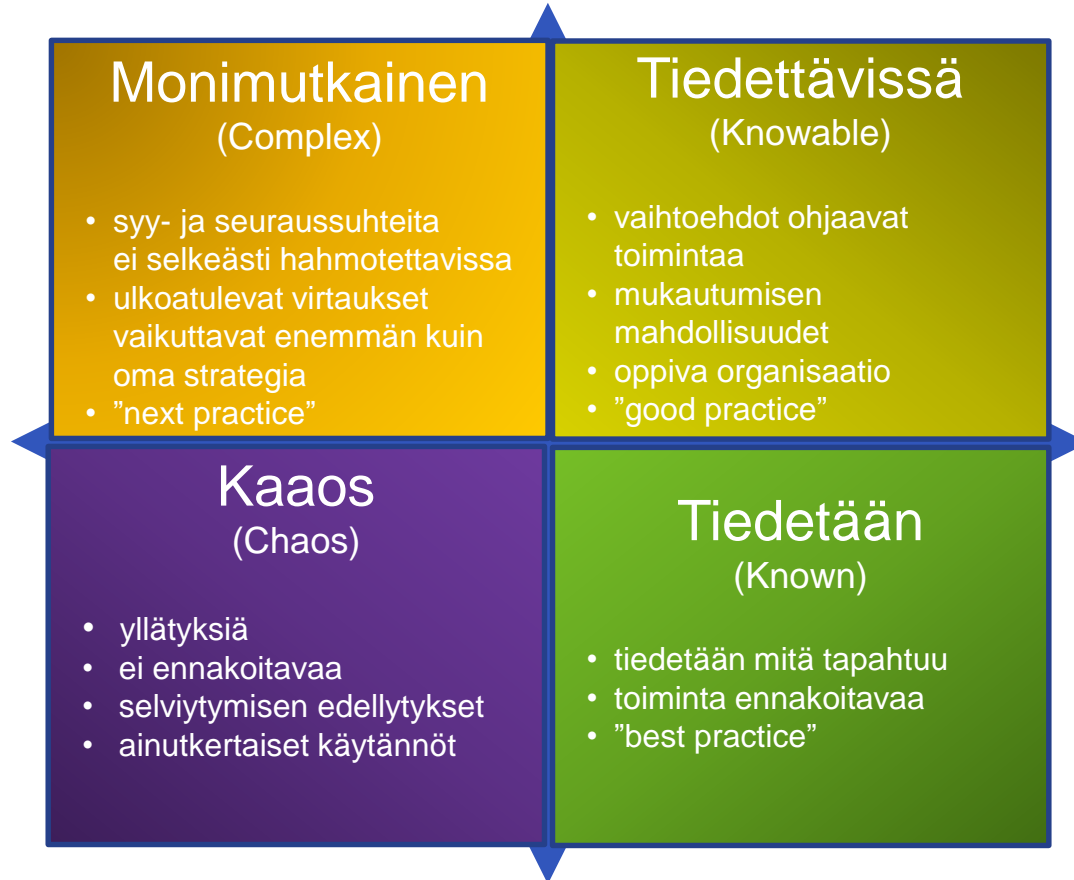 Monimutkainen
(Complex)
• syy- ja seuraussuhteita
ei selkeästi hahmotettavissa
• ulkoatulevat virtaukset
vaikuttavat enemmän kuin
oma strategia
• ”next practice”
Tiedettävissä
(Knowable)
• vaihtoehdot ohjaavat
toimintaa
• mukautumisen
mahdollisuudet
• oppiva organisaatio
• ”good practice”
Kaaos
(Chaos)
• yllätyksiä
• ei ennakoitavaa
• selviytymisen edellytykset
• ainutkertaiset käytännöt
Tiedetään
(Known)
• tiedetään mitä tapahtuu
• toiminta ennakoitavaa
• ”best practice”